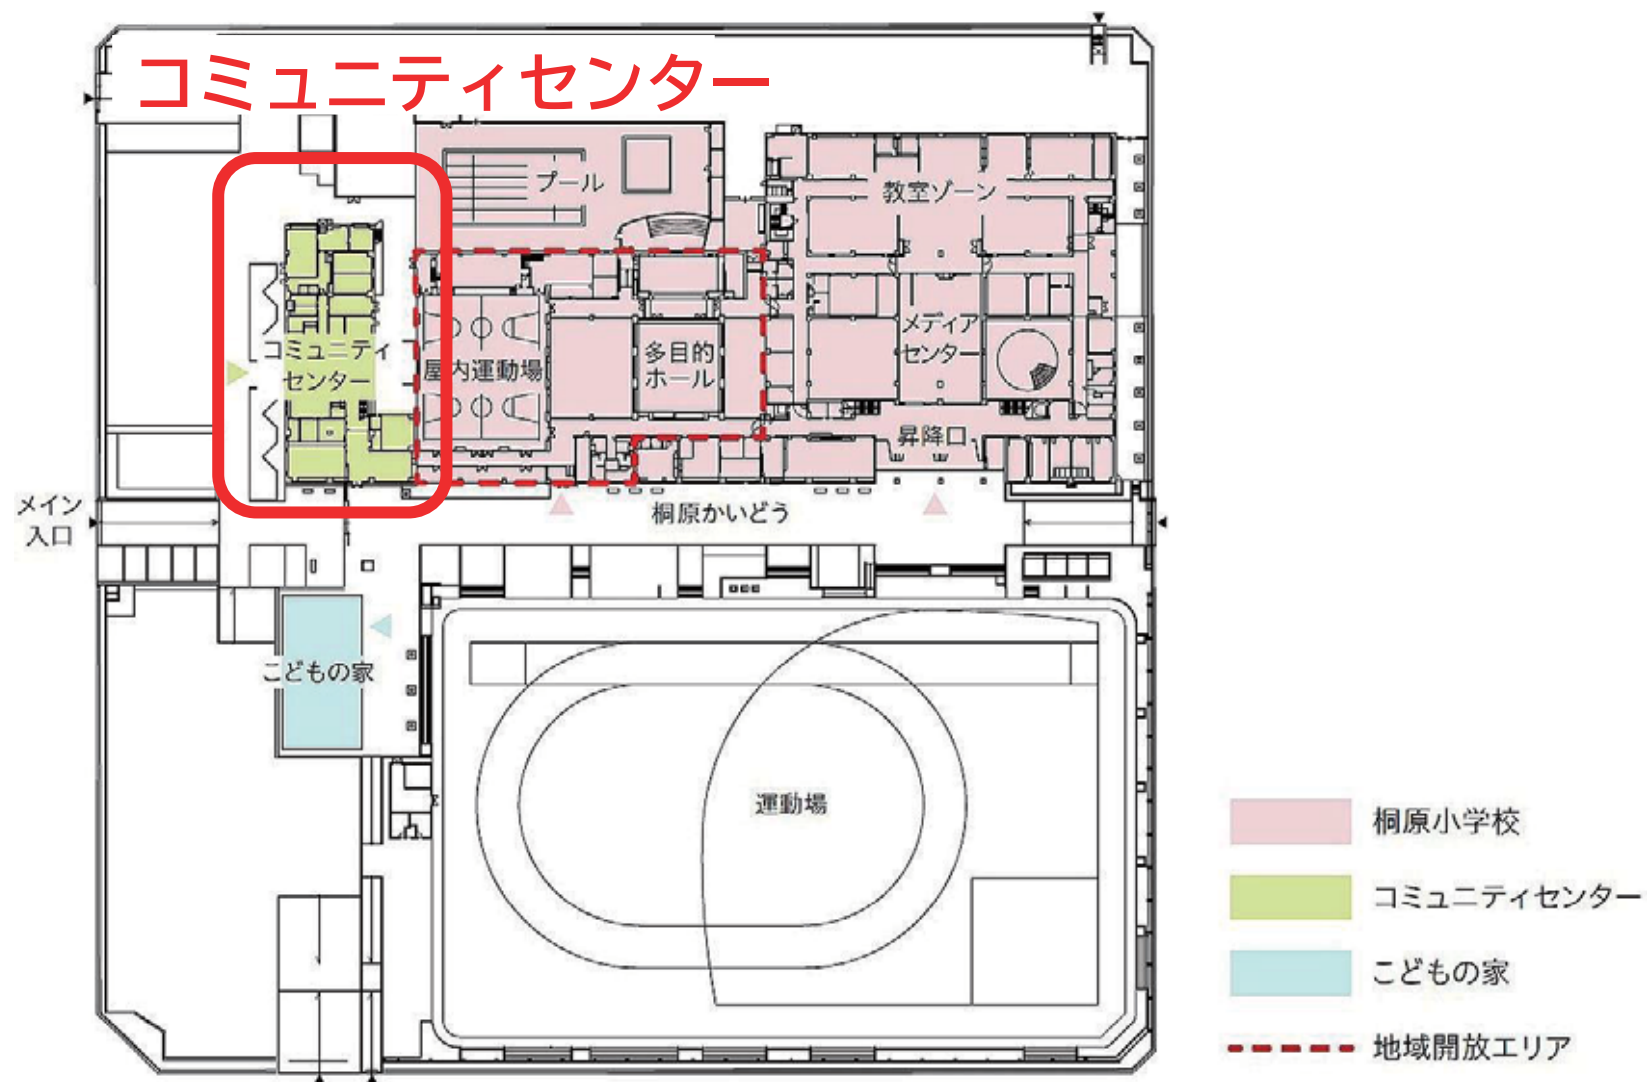 コミュニティセンター
プール
教室ゾーン
コミュニティ
センター
屋内運動場
多目的
ホール
メディア
センター
昇降口
メイン
入口
桐原かいどう
こどもの家
運動場
桐原小学校
コミュニティセンター
こどもの家
地域開放エリア